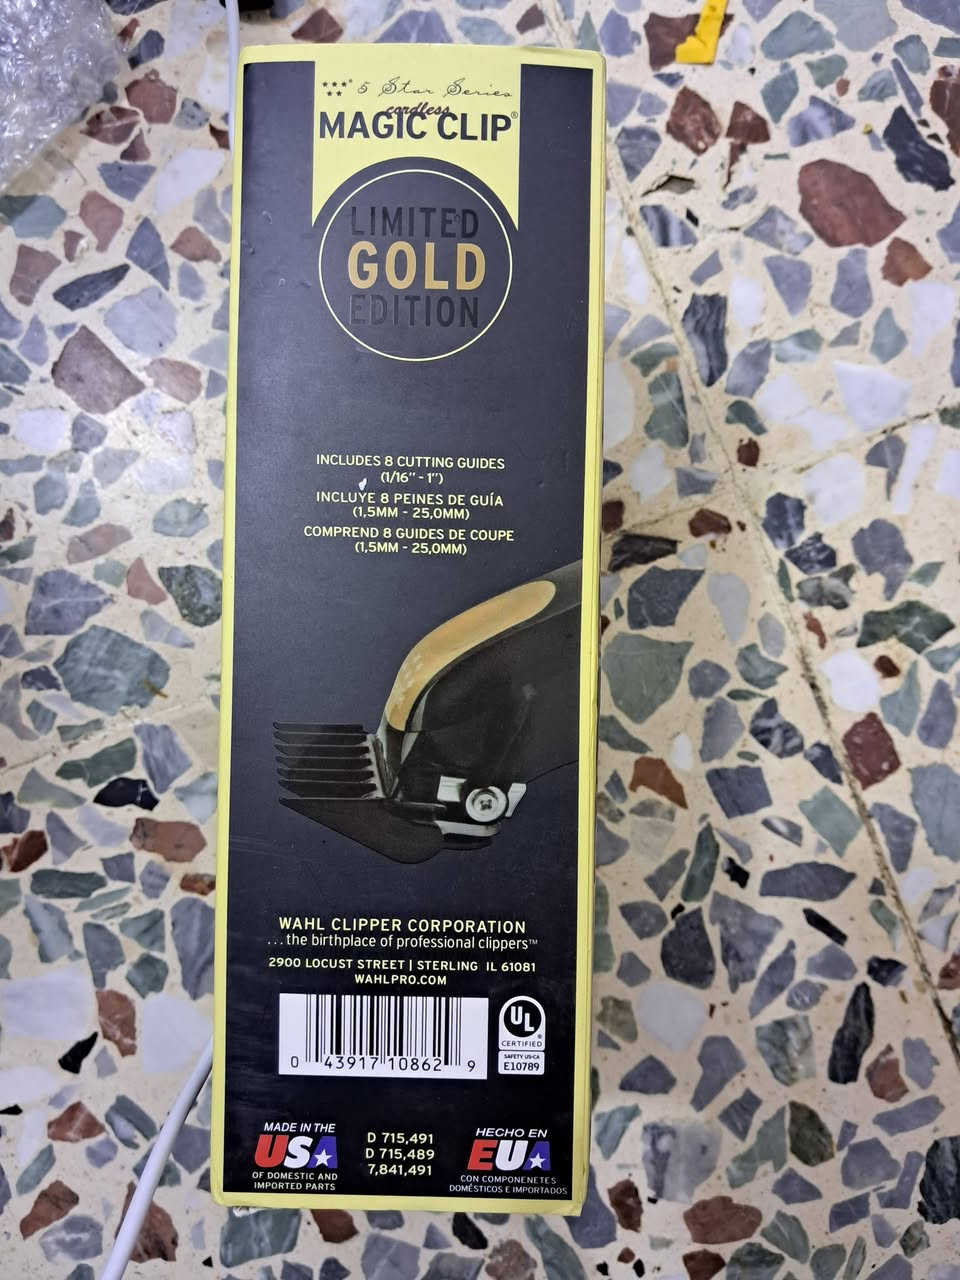 5 Star Series
cordless
MAGIC CLIP®
LIMITED
GOLD
EDITION
INCLUDES 8 CUTTING GUIDES
(1/16" - 1")
INCLUYE 8 PEINES DE GUÍA
(1,5MM - 25,0MM)
COMPREND 8 GUIDES DE COUPE
(1,5MM - 25,0MM)
WAHL CLIPPER CORPORATION
...the birthplace of professional clippers™
2900 LOCUST STREET | STERLING IL 61081
WAHLPRO.COM
0 43917 10862 9
UL®
CERTIFIED
SAFETY US-CA
E10789
MADE IN THE
USA
OF DOMESTIC AND
IMPORTED PARTS
D 715,491
D 715,489
7,841,491
HECHO EN
EUA
CON COMPONENETES
DOMÉSTICOS E IMPORTADOS